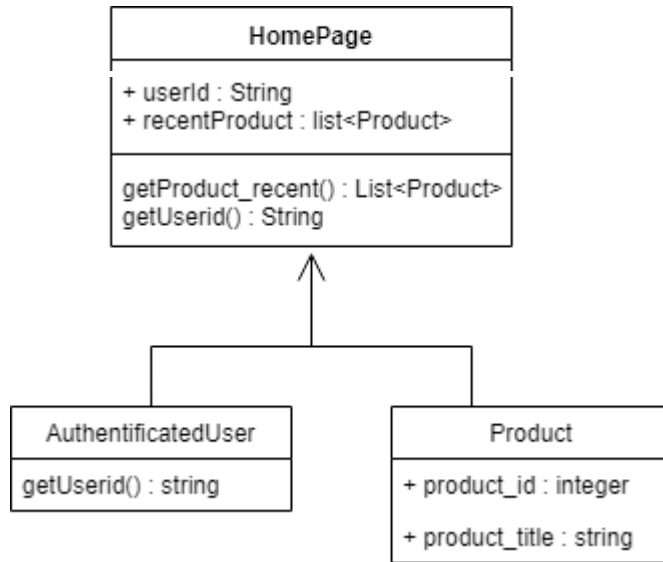 HomePage
+ userId : String
+ recentProduct : list<Product>
getProduct_recent() : List<Product>
getUserid() : String
AuthentificatedUser
getUserid() : string
Product
+ product_id : integer
+ product_title : string